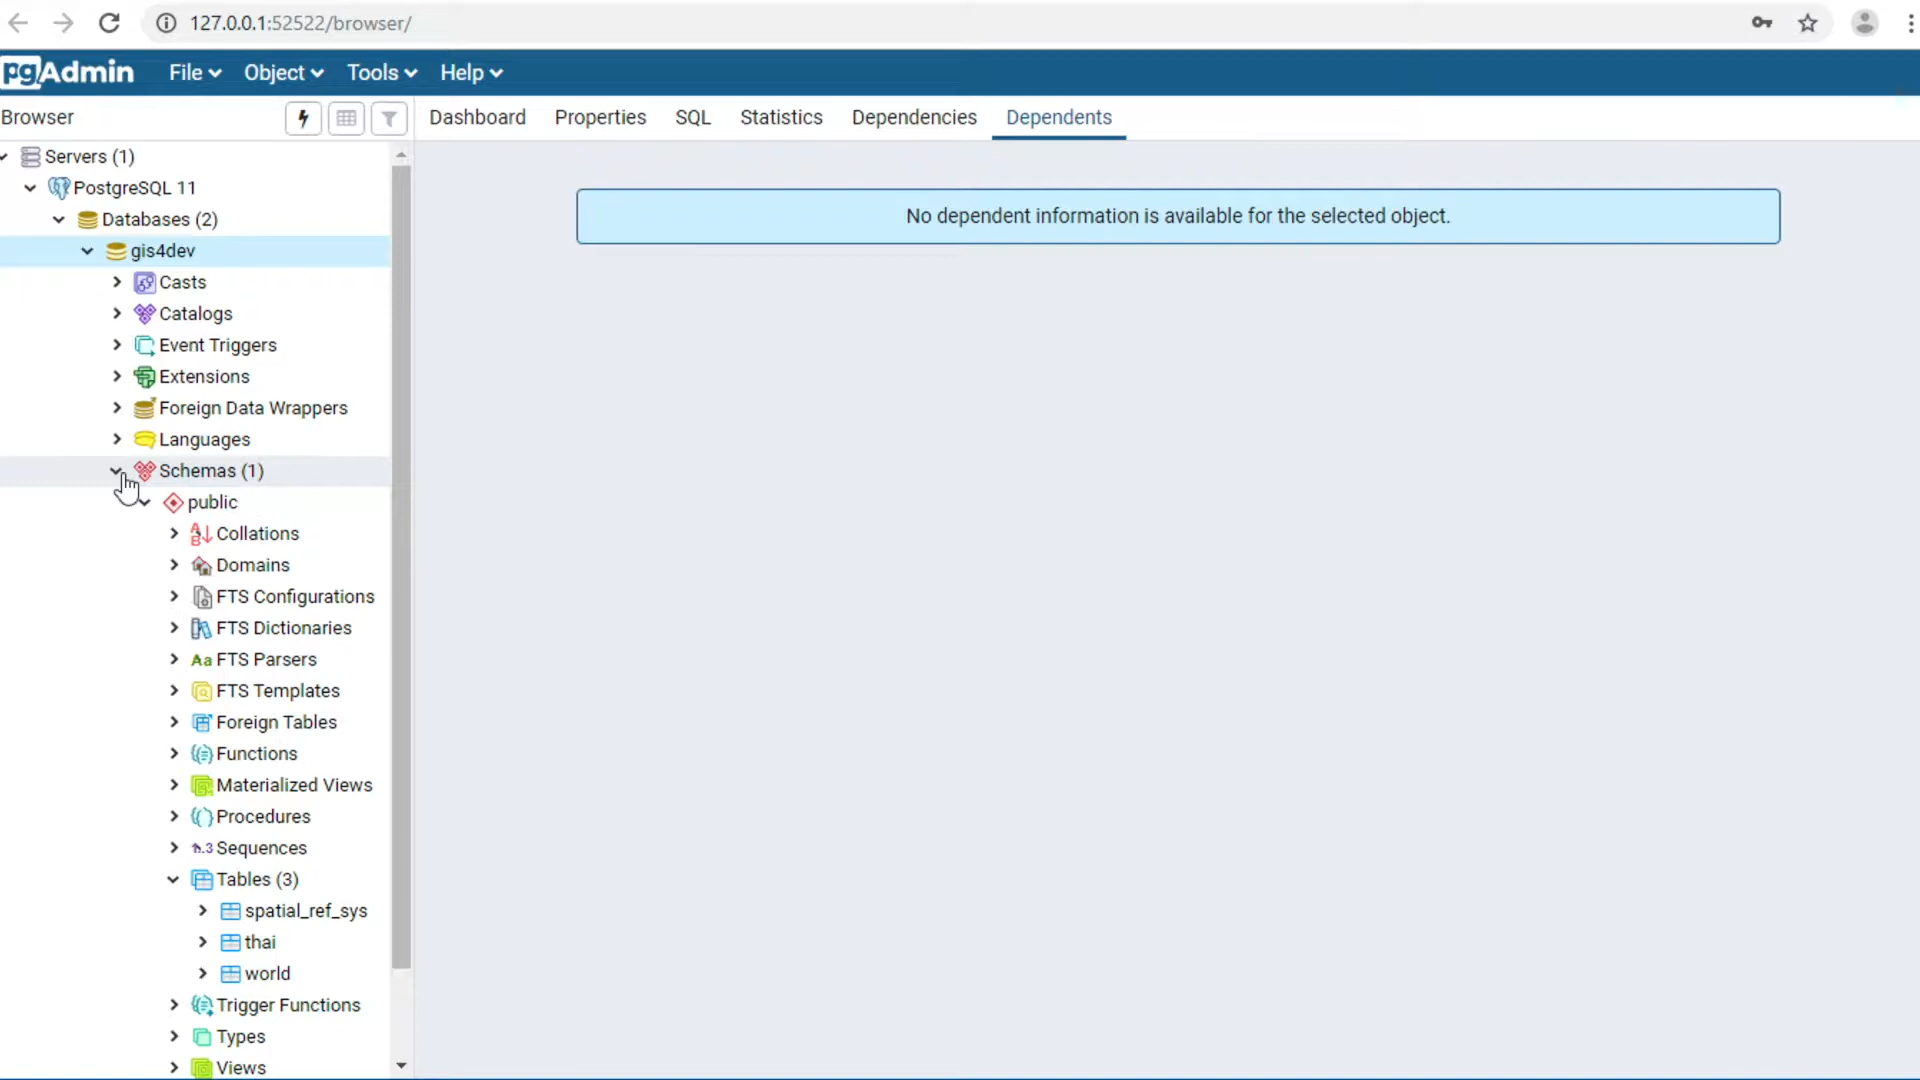 127.0.0.1:52522/browser/
pgAdmin File Object Tools Help
Browser
Dashboard Properties SQL Statistics Dependencies Dependents
No dependent information is available for the selected object.
Servers (1)
PostgreSQL 11
Databases (2)
gis4dev
Casts
Catalogs
Event Triggers
Extensions
Foreign Data Wrappers
Languages
Schemas (1)
public
Collations
Domains
FTS Configurations
FTS Dictionaries
Aa FTS Parsers
FTS Templates
Foreign Tables
Functions
Materialized Views
Procedures
Sequences
Tables (3)
spatial_ref_sys
thai
world
Trigger Functions
Types
Views